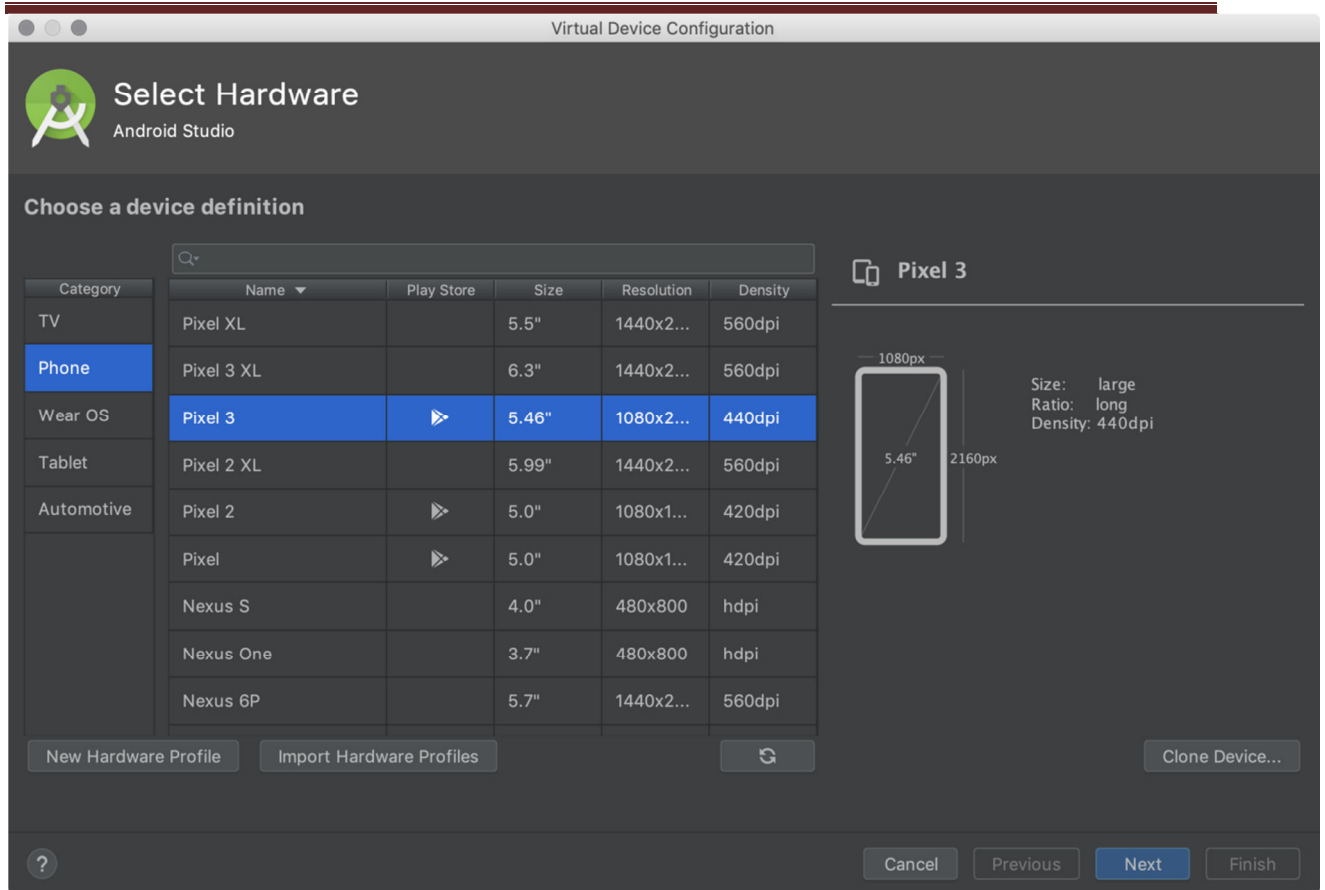 Virtual Device Configuration
Select Hardware
Android Studio
Choose a device definition
Category
TV
Phone
Wear OS
Tablet
Automotive
Name Play Store Size Resolution Density
Pixel XL 5.5" 1440x2... 560dpi
Pixel 3 XL 6.3" 1440x2... 560dpi
Pixel 3 5.46" 1080x2... 440dpi
Pixel 2 XL 5.99" 1440x2... 560dpi
Pixel 2 5.0" 1080x1... 420dpi
Pixel 5.0" 1080x1... 420dpi
Nexus S 4.0" 480x800 hdpi
Nexus One 3.7" 480x800 hdpi
Nexus 6P 5.7" 1440x2... 560dpi
Pixel 3
1080px
5.46"
2160px
Size: large
Ratio: long
Density: 440dpi
New Hardware Profile Import Hardware Profiles
Clone Device...
? Cancel Previous Next Finish